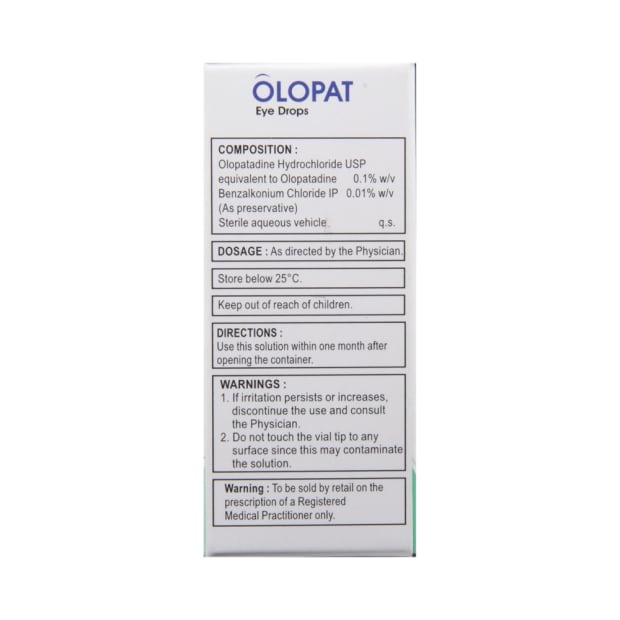 OLOPAT
Eye Drops
COMPOSITION :
Olopatadine Hydrochloride USP
equivalent to Olopatadine 0.1% w/v
Benzalkonium Chloride IP 0.01% w/v
(As preservative)
Sterile aqueous vehicle. q.s.
DOSAGE : As directed by the Physician.
Store below 25°C.
Keep out of reach of children.
DIRECTIONS :
Use this solution within one month after
opening the container.
WARNINGS :
1. If irritation persists or increases,
discontinue the use and consult
the Physician.
2. Do not touch the vial tip to any
surface since this may contaminate
the solution.
Warning : To be sold by retail on the
prescription of a Registered
Medical Practitioner only.